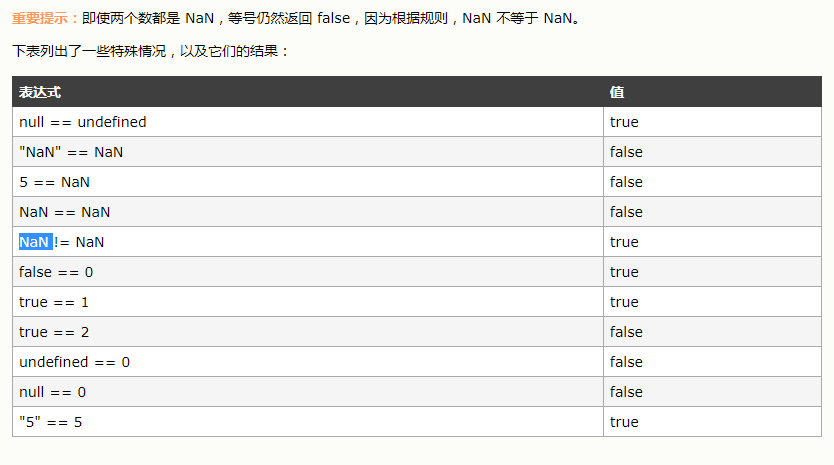 重要提示：即使两个数都是 NaN，等号仍然返回 false，因为根据规则，NaN 不等于 NaN。
下表列出了一些特殊情况，以及它们的结果：
表达式 值
null == undefined true
"NaN" == NaN false
5 == NaN false
NaN == NaN false
NaN != NaN true
false == 0 true
true == 1 true
true == 2 false
undefined == 0 false
null == 0 false
"5" == 5 true